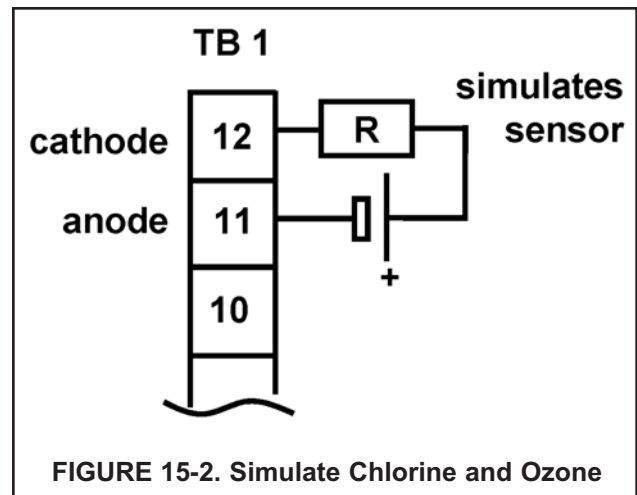 TB 1
simulates
sensor
cathode
12
R
anode
11
+
10
FIGURE 15-2. Simulate Chlorine and Ozone